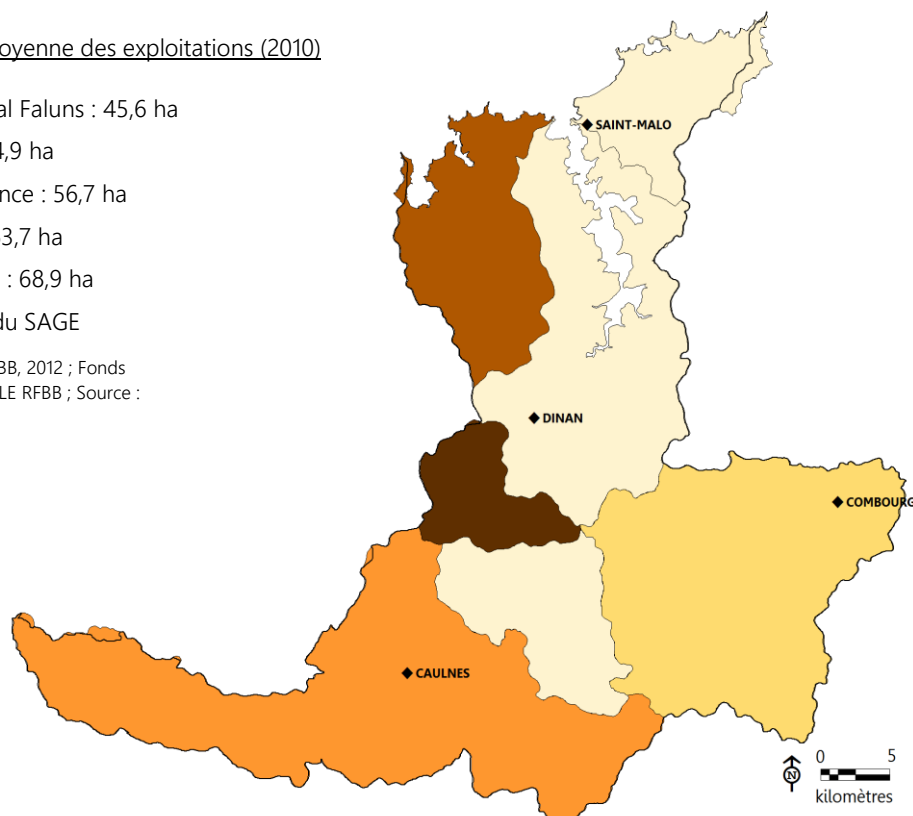 oyenne des exploitations (2010)
al Faluns : 45,6 ha
4,9 ha
nce : 56,7 ha
3,7 ha
: 68,9 ha
du SAGE
BB, 2012 ; Fonds
LE RFBB ; Source :
SAINT-MALO
DINAN
COMBOURG
CAULNES
N
0 5
kilomètres